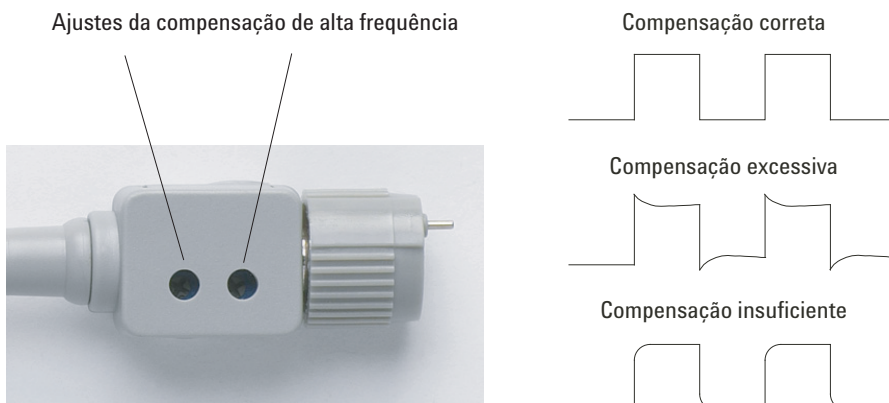 Ajustes da compensação de alta frequência
Compensação correta
Compensação excessiva
Compensação insuficiente